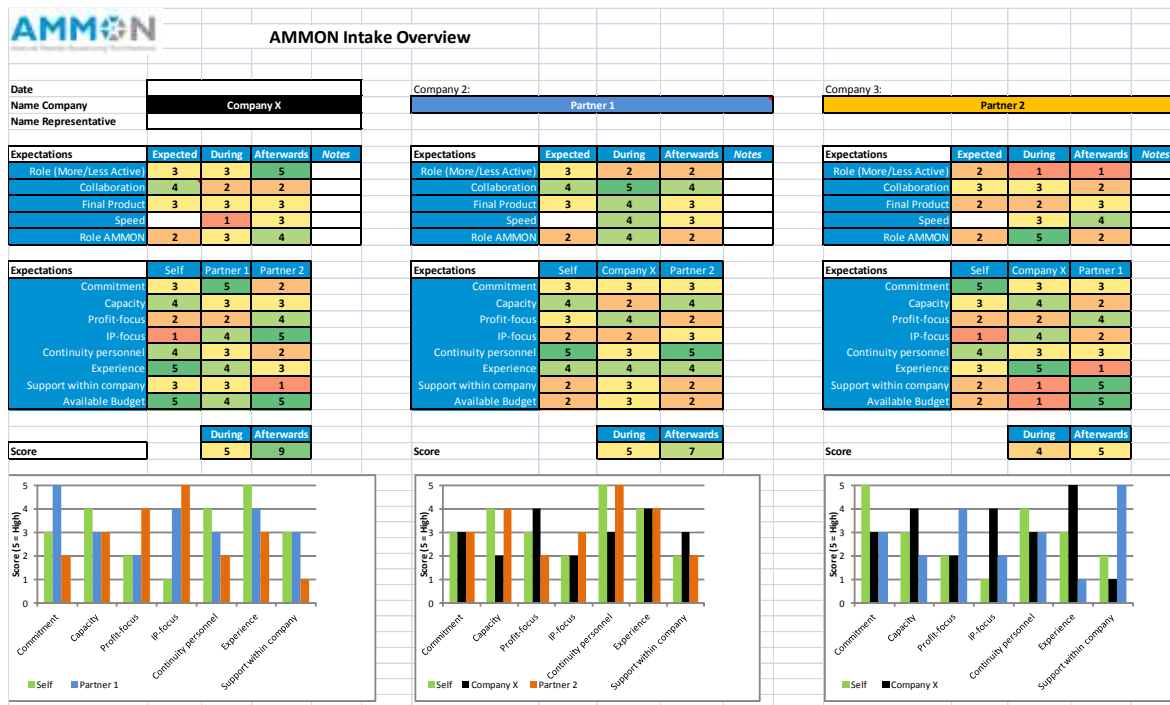 AMMON
AMMON Intake Overview
Date
Name Company Company X
Name Representative
Company 2:
Partner 1
Company 3:
Partner 2
Expectations Expected During Afterwards Notes
Role (More/Less Active) 3 3 5
Collaboration 4 2 2
Final Product 3 3 3
Speed 1 3
Role AMMON 2 3 4
Expectations Expected During Afterwards Notes
Role (More/Less Active) 3 2 2
Collaboration 4 5 4
Final Product 3 4 3
Speed 4 3
Role AMMON 2 4 2
Expectations Expected During Afterwards Notes
Role (More/Less Active) 2 1 1
Collaboration 3 3 2
Final Product 2 2 3
Speed 3 4
Role AMMON 2 5 2
Expectations Self Partner 1 Partner 2
Commitment 3 5 2
Capacity 4 3 3
Profit-focus 2 2 4
IP-focus 1 4 5
Continuity personnel 4 3 2
Experience 5 4 3
Support within company 3 3 1
Available Budget 5 4 5
Expectations Self Company X Partner 2
Commitment 3 3 3
Capacity 4 2 4
Profit-focus 3 4 2
IP-focus 2 2 3
Continuity personnel 5 3 5
Experience 4 4 4
Support within company 2 3 2
Available Budget 2 3 2
Expectations Self Company X Partner 1
Commitment 5 3 3
Capacity 3 4 2
Profit-focus 2 2 4
IP-focus 1 4 2
Continuity personnel 4 3 3
Experience 3 5 1
Support within company 2 1 5
Available Budget 2 1 5
During Afterwards
Score 5 9
During Afterwards
Score 5 7
During Afterwards
Score 4 5
Score (5 = High)
5
4
3
2
1
0
Commitment
Capacity
Profit-focus
IP-focus
Continuity personnel
Experience
Support within company
Self Partner 1
Score (5 = High)
5
4
3
2
1
0
Commitment
Capacity
Profit-focus
IP-focus
Continuity personnel
Experience
Support within company
Self Company X Partner 2
Score (5 = High)
5
4
3
2
1
0
Commitment
Capacity
Profit-focus
IP-focus
Continuity personnel
Experience
Support within company
Self Company X